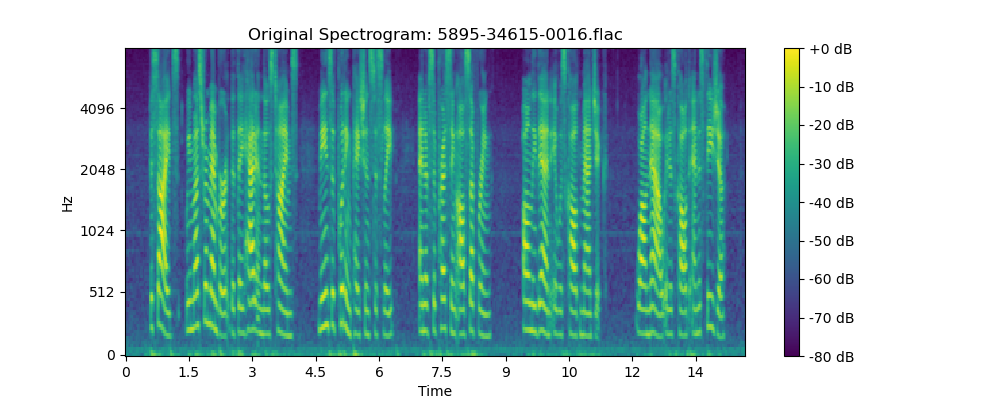 Original Spectrogram: 5895-34615-0016.flac
Hz
4096
2048
1024
512
0
0 1.5 3 4.5 6 7.5 9 10 12 14
Time
+0 dB
-10 dB
-20 dB
-30 dB
-40 dB
-50 dB
-60 dB
-70 dB
-80 dB